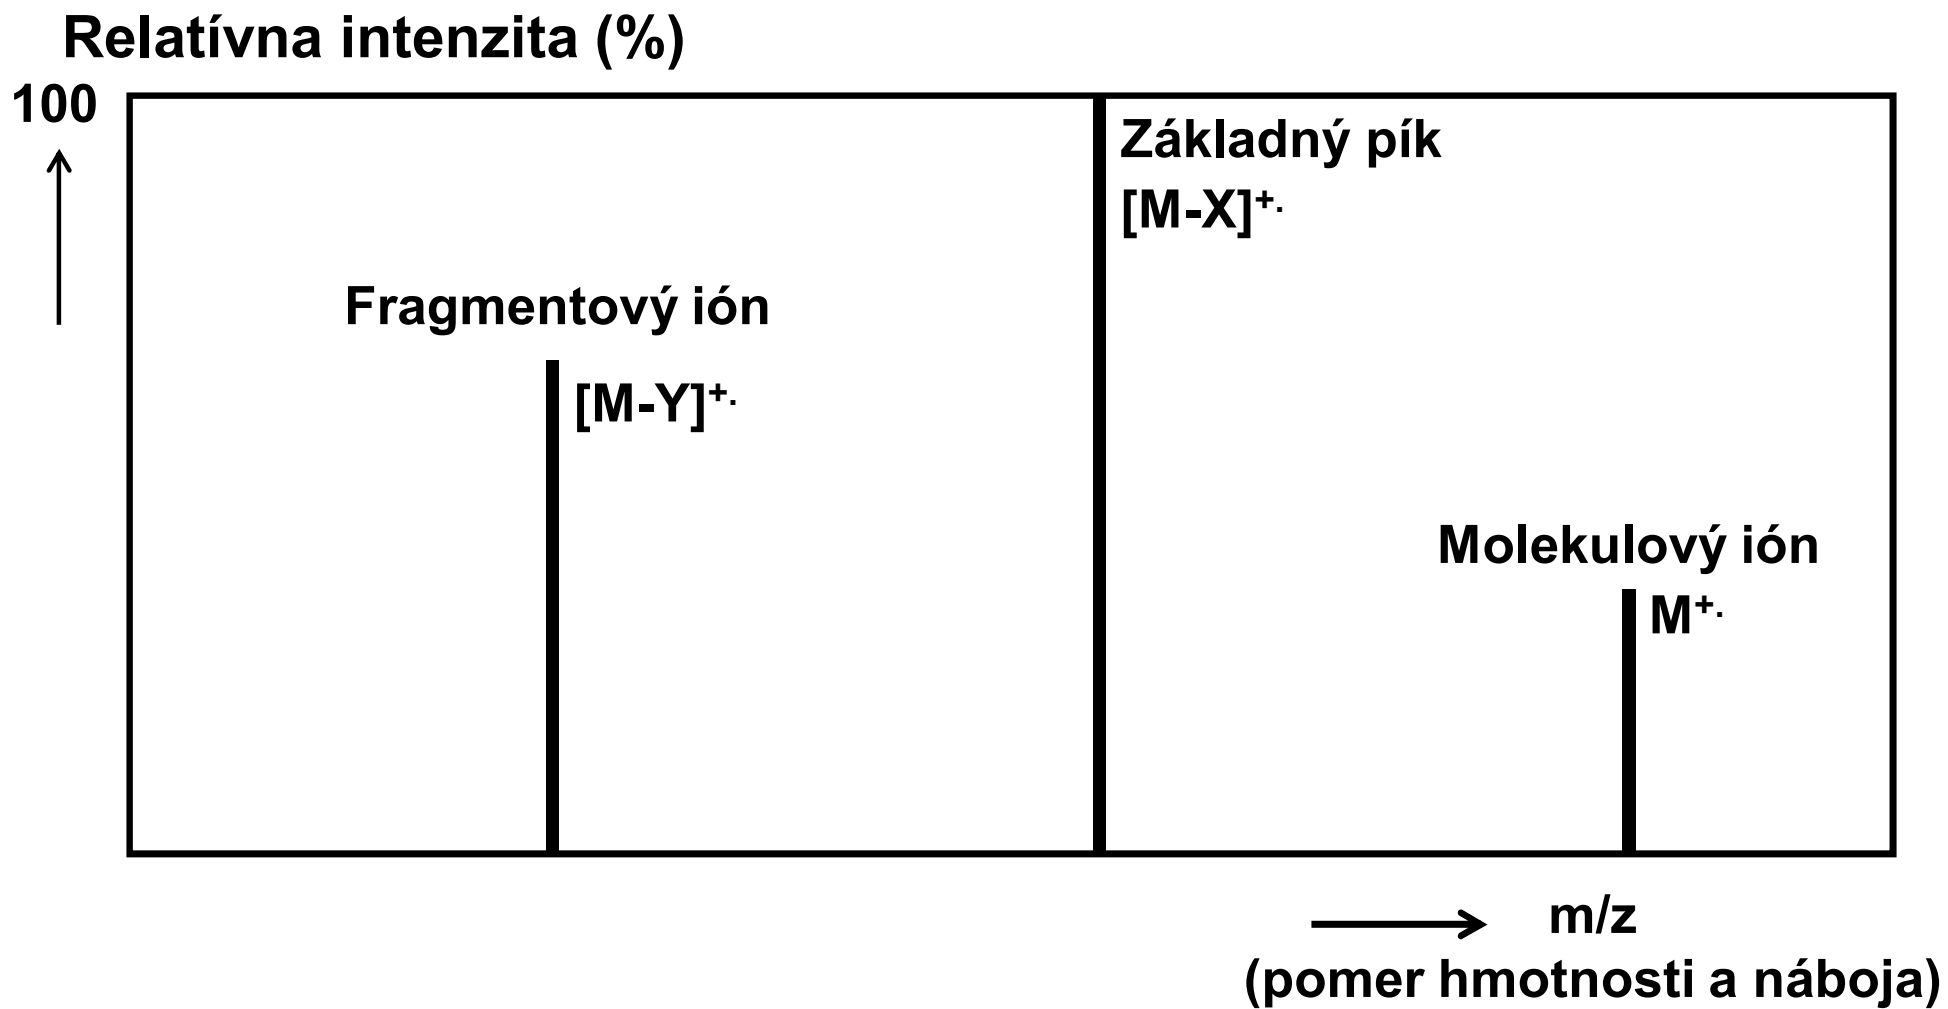 Relatívna intenzita (%)
100
Základný pík
[M-X]⁺·
Fragmentový ión
[M-Y]⁺·
Molekulový ión
M⁺·
m/z
(pomer hmotnosti a náboja)